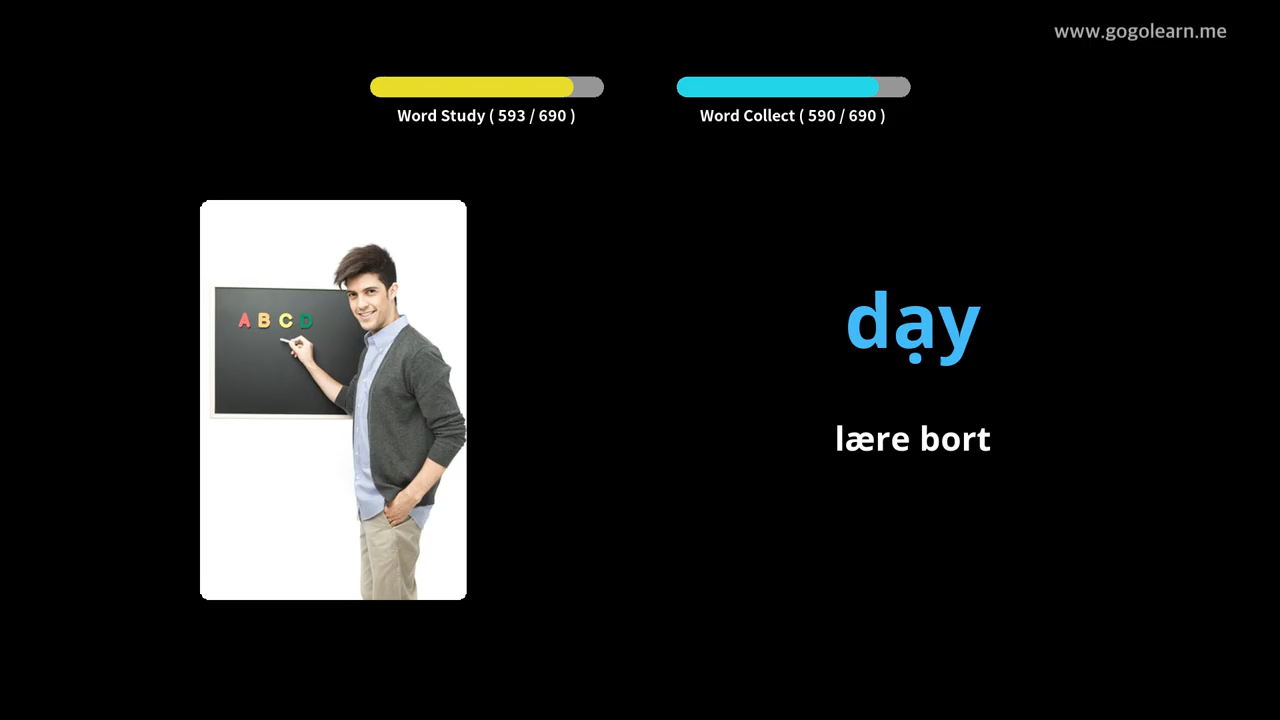 www.gogolearn.me
Word Study ( 593 / 690 )
Word Collect ( 590 / 690 )
A B C D
dạy
lære bort